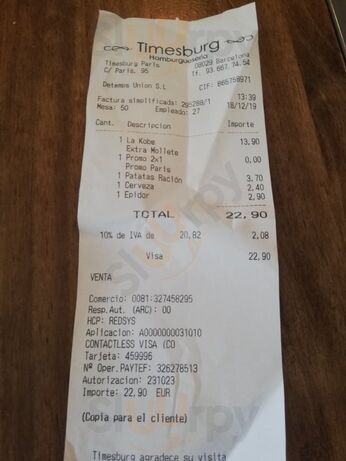 Timesburg
Hamburguesería
Timesburg Paris 08029 Barcelona
C/ Paris, 95 Tf. 93.667.74.54
Detemps Union S.L CIF: B65758971
13:39
Factura simplificada: 295288/1 18/12/19
Mesa: 50 Empleado: 27
Cant. Descripcion Importe
1 La Kobe 13,90
Extra Mollete
1 Promo 2x1 0,00
Promo Paris
1 Patatas Ración 3,70
1 Cerveza 2,40
1 Epidor 2,90
TOTAL 22,90
10% de IVA de 20,82 2,08
Visa 22,90
VENTA
Comercio: 0081:327458295
Resp.Aut. (ARC): 00
HCP: REDSYS
Aplicacion: A0000000031010
CONTACTLESS VISA (CO
Tarjeta: 459996
Nº Oper.PAYTEF: 326278513
Autorizacion: 231023
Importe: 22,90 EUR
(Copia para el cliente)
Timesburg agradece su visita